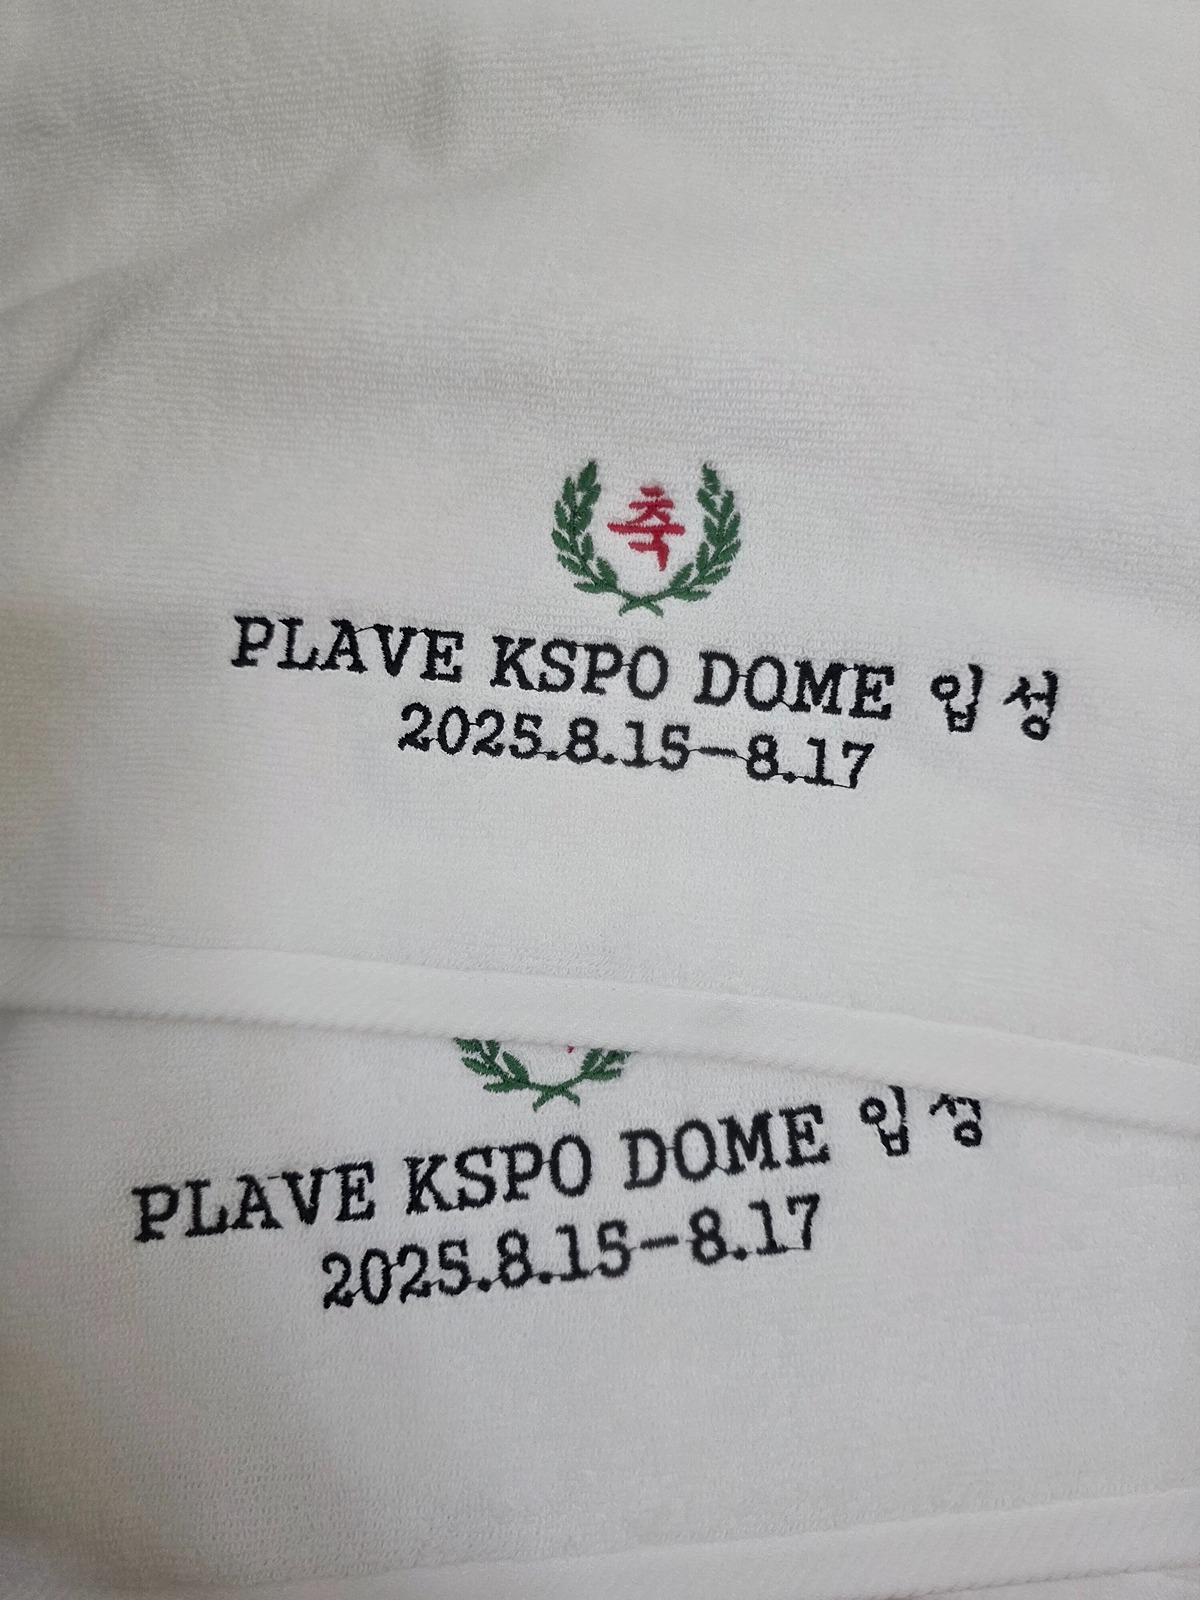 축
PLAVE KSPO DOME 입성
2025.8.15-8.17
PLAVE KSPO DOME 입성
2025.8.15-8.17